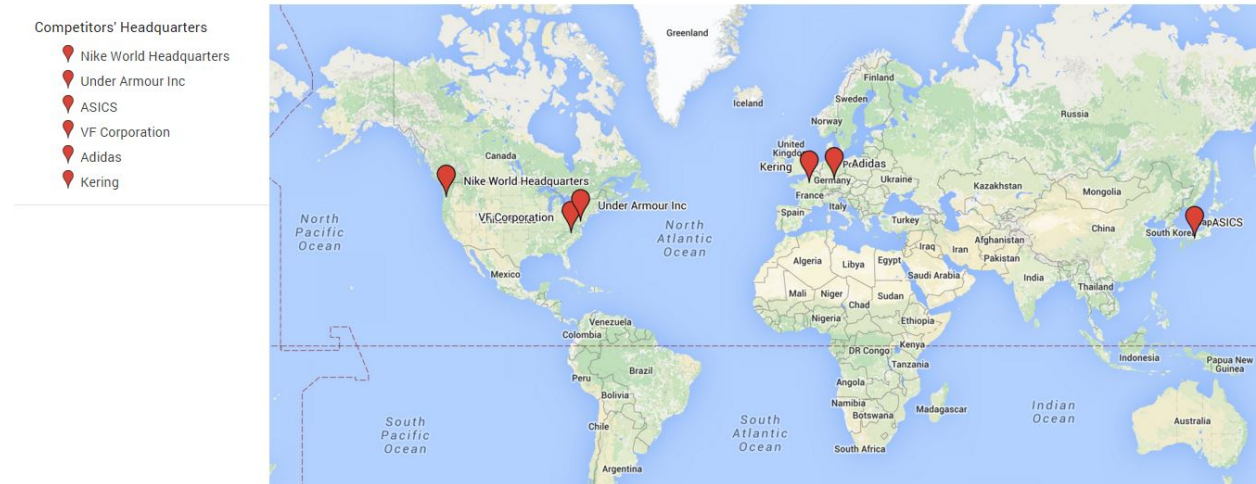 Competitors' Headquarters
Nike World Headquarters
Under Armour Inc
ASICS
VF Corporation
Adidas
Kering
Greenland
Iceland
Finland
Sweden
Norway
Russia
United
Kingdom
Canada
Kering
Adidas
Germany
Ukraine
Kazakhstan
Mongolia
Nike World Headquarters
France
Italy
Spain
Turkey
VF Corporation
Under Armour Inc
North
Pacific
Ocean
North
Atlantic
Ocean
South Korea
ASICS
China
Afghanistan
Iraq
Iran
Pakistan
Algeria
Libya
Egypt
Saudi Arabia
India
Mexico
Mali
Niger
Chad
Sudan
Thailand
Nigeria
Ethiopia
Venezuela
Colombia
DR Congo
Kenya
Tanzania
Indonesia
Papua New
Guinea
Peru
Brazil
Bolivia
Angola
Namibia
Botswana
Madagascar
South
Pacific
Ocean
Chile
South
Atlantic
Ocean
Indian
Ocean
Australia
South Africa
Argentina